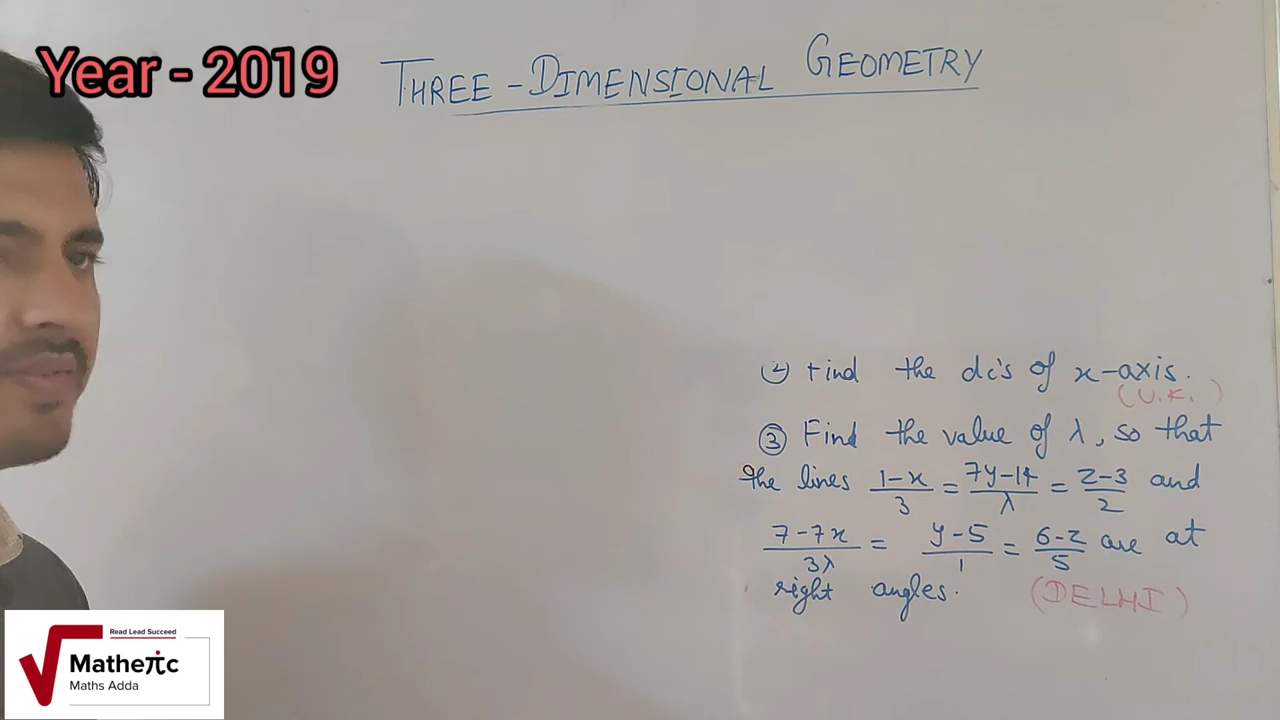 Year - 2019
THREE-DIMENSIONAL GEOMETRY
② Find the dc's of x-axis.
(U.K.)
③ Find the value of λ, so that
the lines 1-x/3 = 7y-14/λ = z-3/2 and
7-7x/3λ = y-5/1 = 6-z/5 are at
right angles. (DELHI)
Read Lead Succeed
Matheπc
Maths Adda